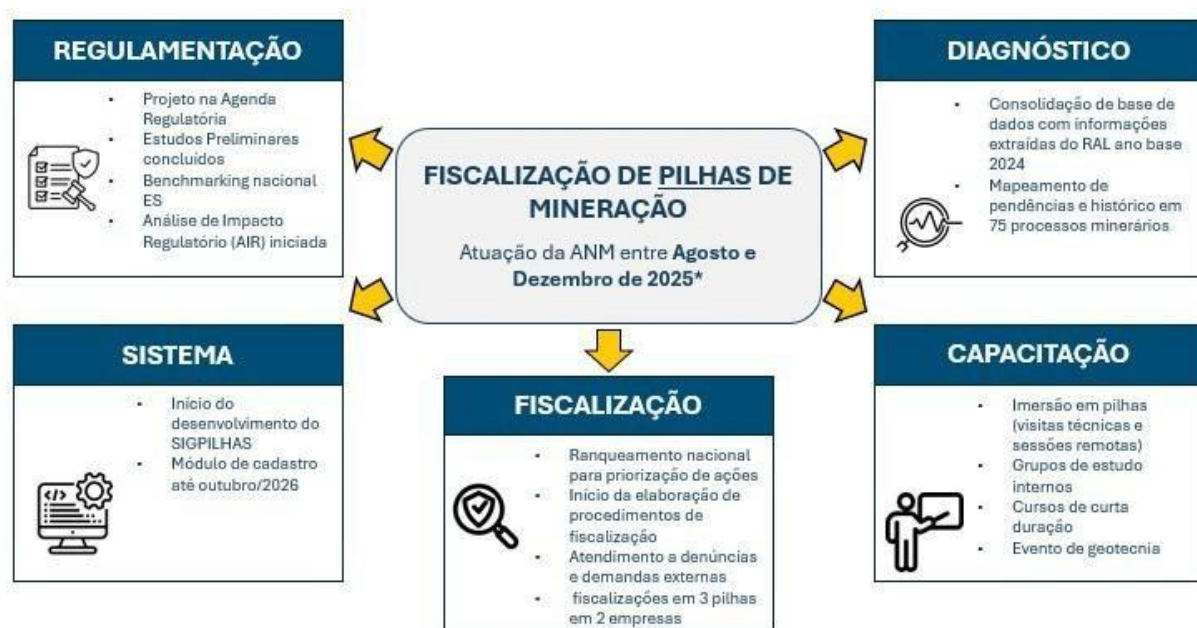 REGULAMENTAÇÃO
• Projeto na Agenda
Regulatória
• Estudos Preliminares
concluídos
• Benchmarking nacional
ES
• Análise de Impacto
Regulatório (AIR) iniciada
DIAGNÓSTICO
• Consolidação de base de
dados com informações
extraídas do RAL ano base
2024
• Mapeamento de
pendências e histórico em
75 processos minerários
FISCALIZAÇÃO DE PILHAS DE
MINERAÇÃO
Atuação da ANM entre Agosto e
Dezembro de 2025*
SISTEMA
• Início do
desenvolvimento do
SIGPILHAS
• Módulo de cadastro
até outubro/2026
</>
FISCALIZAÇÃO
• Ranqueamento nacional
para priorização de ações
• Início da elaboração de
procedimentos de
fiscalização
• Atendimento a denúncias
e demandas externas
• fiscalizações em 3 pilhas
em 2 empresas
CAPACITAÇÃO
• Imersão em pilhas
(visitas técnicas e
sessões remotas)
• Grupos de estudo
internos
• Cursos de curta
duração
• Evento de geotecnia